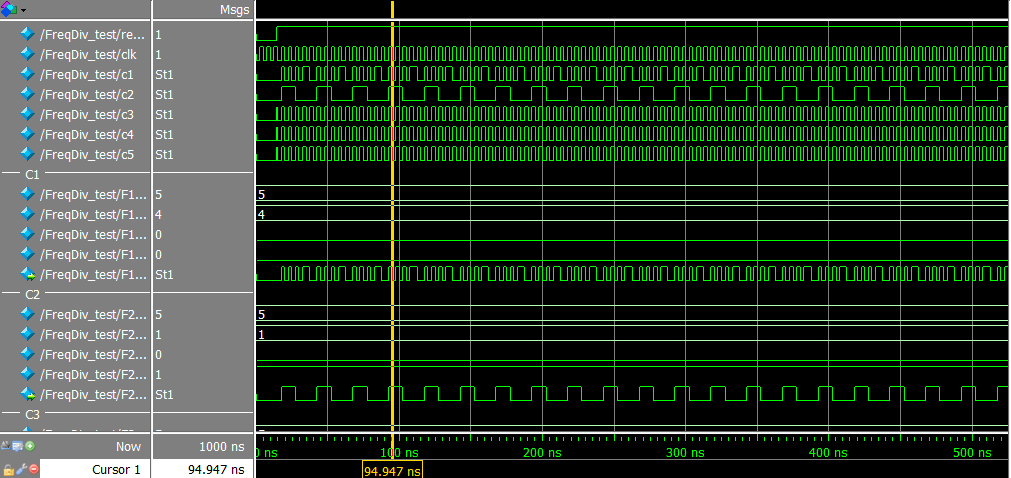 Msgs
/FreqDiv_test/re... 1
/FreqDiv_test/clk 1
/FreqDiv_test/c1 St1
/FreqDiv_test/c2 St1
/FreqDiv_test/c3 St1
/FreqDiv_test/c4 St1
/FreqDiv_test/c5 St1
C1
/FreqDiv_test/F1... 5 5
/FreqDiv_test/F1... 4 4
/FreqDiv_test/F1... 0
/FreqDiv_test/F1... 0
/FreqDiv_test/F1... St1
C2
/FreqDiv_test/F2... 5 5
/FreqDiv_test/F2... 1 1
/FreqDiv_test/F2... 0
/FreqDiv_test/F2... 1
/FreqDiv_test/F2... St1
C3
Now 1000 ns
0 ns 100 ns 200 ns 300 ns 400 ns 500 ns
Cursor 1 94.947 ns 94.947 ns